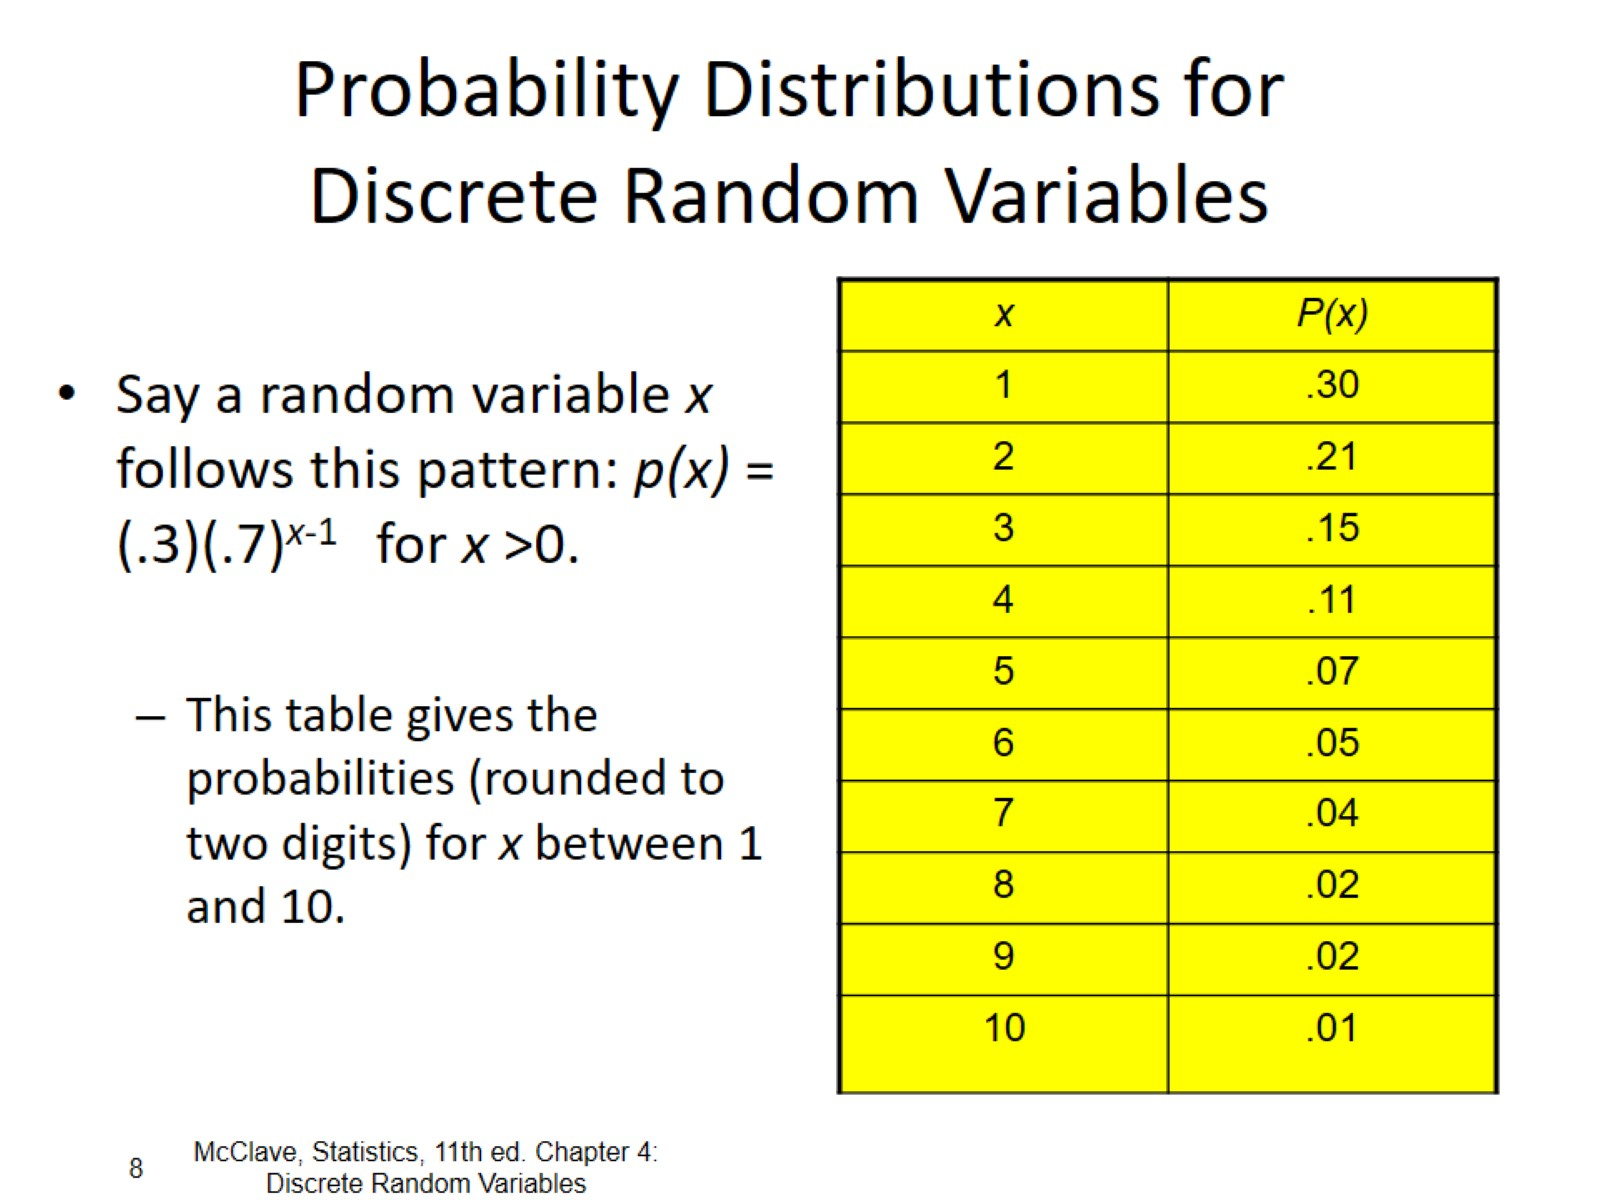 Probability Distributions for
Discrete Random Variables
• Say a random variable x
follows this pattern: p(x) =
(.3)(.7)^{x-1} for x >0.
– This table gives the
probabilities (rounded to
two digits) for x between 1
and 10.
x P(x)
1 .30
2 .21
3 .15
4 .11
5 .07
6 .05
7 .04
8 .02
9 .02
10 .01
8
McClave, Statistics, 11th ed. Chapter 4:
Discrete Random Variables